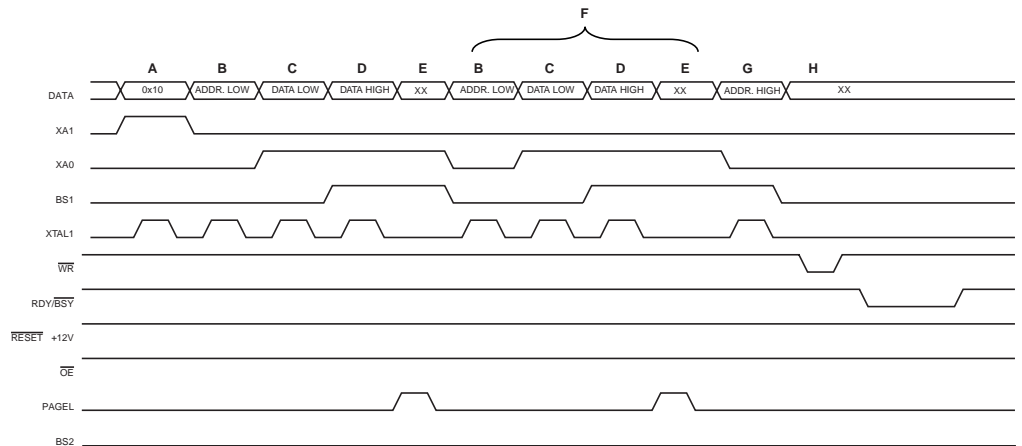 F
A B C D E B C D E G H
DATA 0x10 ADDR. LOW DATA LOW DATA HIGH XX ADDR. LOW DATA LOW DATA HIGH XX ADDR. HIGH XX
XA1
XA0
BS1
XTAL1
WR
RDY/BSY
RESET +12V
OE
PAGEL
BS2